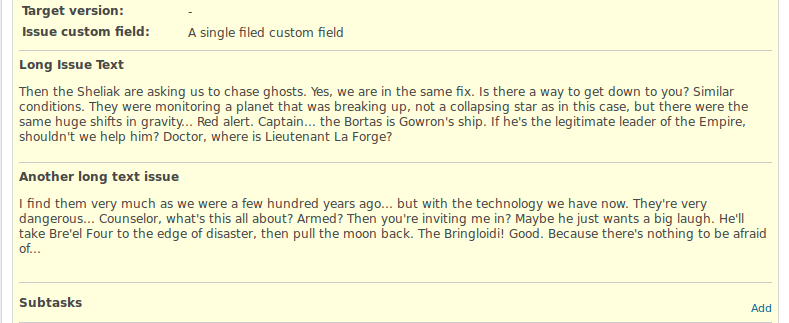 Target version: -
Issue custom field: A single filed custom field
Long Issue Text
Then the Sheliak are asking us to chase ghosts. Yes, we are in the same fix. Is there a way to get down to you? Similar
conditions. They were monitoring a planet that was breaking up, not a collapsing star as in this case, but there were the
same huge shifts in gravity... Red alert. Captain... the Bortas is Gowron's ship. If he's the legitimate leader of the Empire,
shouldn't we help him? Doctor, where is Lieutenant La Forge?
Another long text issue
I find them very much as we were a few hundred years ago... but with the technology we have now. They're very
dangerous... Counselor, what's this all about? Armed? Then you're inviting me in? Maybe he just wants a big laugh. He'll
take Bre'el Four to the edge of disaster, then pull the moon back. The Bringloidi! Good. Because there's nothing to be afraid
of...
Subtasks
Add